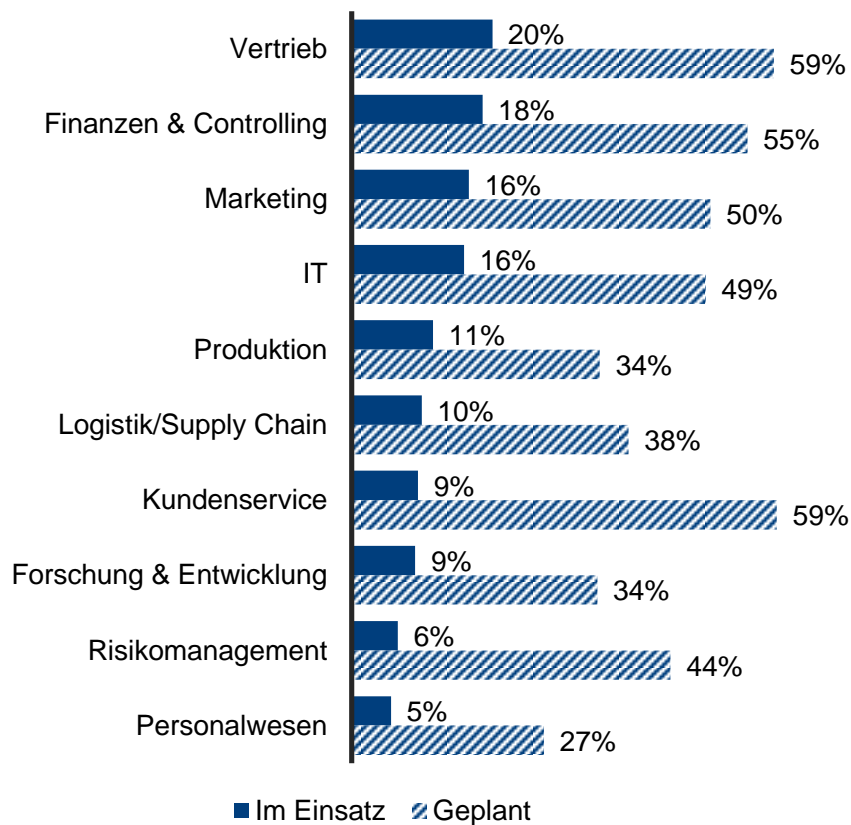 Vertrieb
20%
59%
Finanzen & Controlling
18%
55%
Marketing
16%
50%
IT
16%
49%
Produktion
11%
34%
Logistik/Supply Chain
10%
38%
Kundenservice
9%
59%
Forschung & Entwicklung
9%
34%
Risikomanagement
6%
44%
Personalwesen
5%
27%
Im Einsatz Geplant